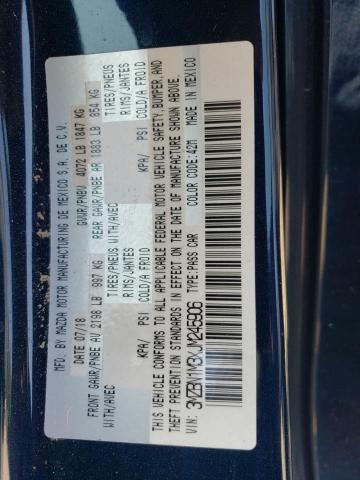 MFD. BY MAZDA MOTOR MANUFACTURING DE MEXICO S.A. DE C.V.
DATE 07/18 GVWR/PNBV 4072 LB 1847 KG
FRONT GAWR/PNBE AV 2198 LB 997 KG REAR GAWR/PNBE AR 1883 LB 854 KG
WITH/AVEC TIRES/PNEUS WITH/AVEC TIRES/PNEUS
RIMS/JANTES RIMS/JANTES
KPA/ PSI COLD/A FROID KPA/ PSI COLD/A FROID
THIS VEHICLE CONFORMS TO ALL APPLICABLE FEDERAL MOTOR VEHICLE SAFETY, BUMPER, AND
THEFT PREVENTION STANDARDS IN EFFECT ON THE DATE OF MANUFACTURE SHOWN ABOVE.
VIN: 3MZBN1M3XJM245906 TYPE: PASS CAR COLOR CODE: 42M MADE IN MEXICO